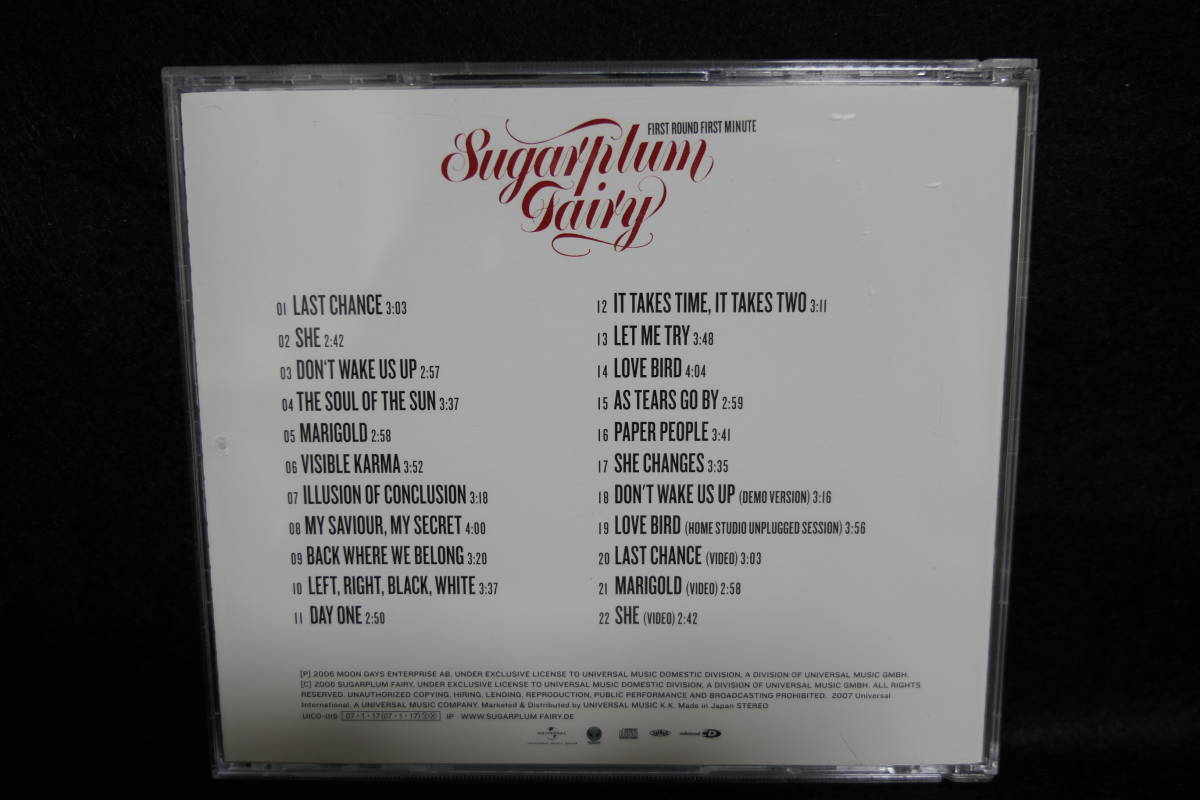 FIRST ROUND FIRST MINUTE
Sugarplum
Fairy
01 LAST CHANCE 3:03
02 SHE 2:42
03 DON'T WAKE US UP 2:57
04 THE SOUL OF THE SUN 3:37
05 MARIGOLD 2:58
06 VISIBLE KARMA 3:52
07 ILLUSION OF CONCLUSION 3:18
08 MY SAVIOUR, MY SECRET 4:00
09 BACK WHERE WE BELONG 3:20
10 LEFT, RIGHT, BLACK, WHITE 3:37
11 DAY ONE 2:50
12 IT TAKES TIME, IT TAKES TWO 3:11
13 LET ME TRY 3:48
14 LOVE BIRD 4:04
15 AS TEARS GO BY 2:59
16 PAPER PEOPLE 3:41
17 SHE CHANGES 3:35
18 DON'T WAKE US UP (DEMO VERSION) 3:16
19 LOVE BIRD (HOME STUDIO UNPLUGGED SESSION) 3:56
20 LAST CHANCE (VIDEO) 3:03
21 MARIGOLD (VIDEO) 2:58
22 SHE (VIDEO) 2:42
[P] 2006 MOON DAYS ENTERPRISE AB, UNDER EXCLUSIVE LICENSE TO UNIVERSAL MUSIC DOMESTIC DIVISION, A DIVISION OF UNIVERSAL MUSIC GMBH.
[C] 2006 SUGARPLUM FAIRY, UNDER EXCLUSIVE LICENSE TO UNIVERSAL MUSIC DOMESTIC DIVISION, A DIVISION OF UNIVERSAL MUSIC GMBH. ALL RIGHTS
RESERVED. UNAUTHORIZED COPYING, HIRING, LENDING, REPRODUCTION, PUBLIC PERFORMANCE AND BROADCASTING PROHIBITED. 2007 Universal
International. A UNIVERSAL MUSIC COMPANY. Marketed & Distributed by UNIVERSAL MUSIC K.K. Made in Japan STEREO
UICO-1119 07・1・17(07・1・17) IP WWW.SUGARPLUM FAIRY.DE
UNIVERSAL